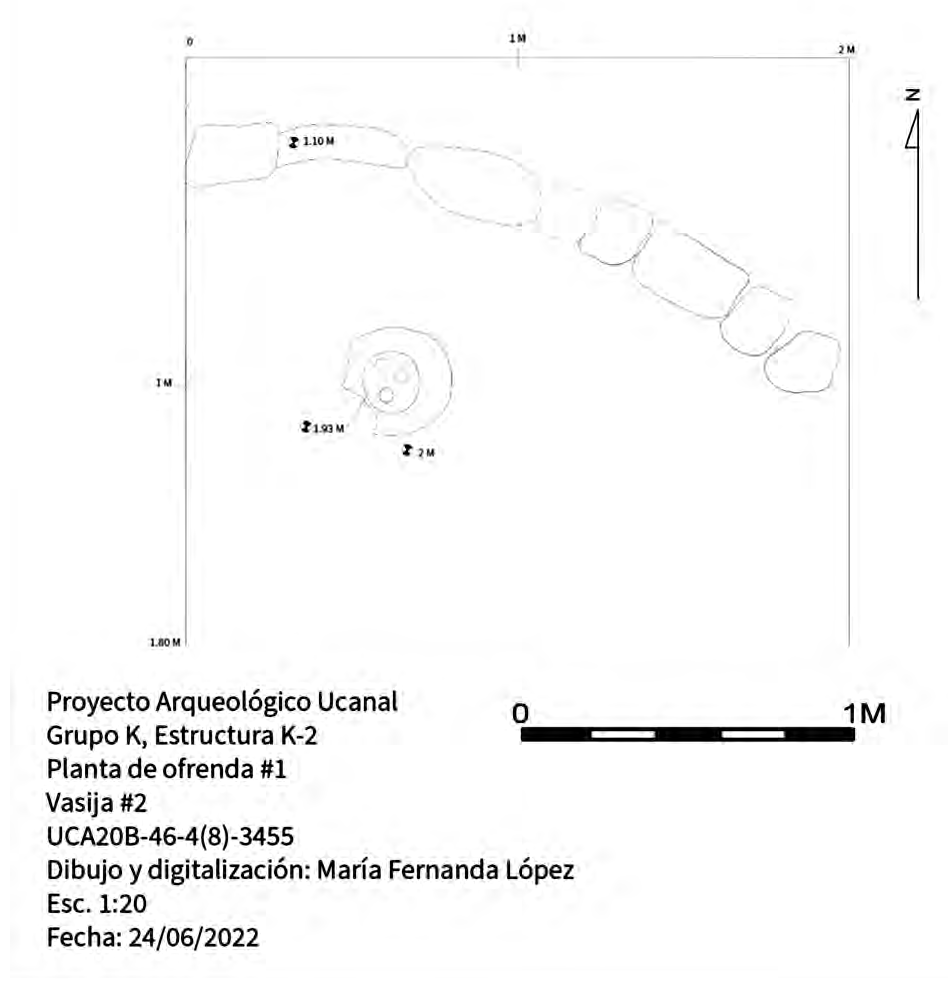 0
1M
2 M
N
1.10 M
1M
1.93 M
2 M
1.80 M
Proyecto Arqueológico Ucanal
Grupo K, Estructura K-2
Planta de ofrenda #1
Vasija #2
UCA20B-46-4(8)-3455
Dibujo y digitalización: María Fernanda López
Esc. 1:20
Fecha: 24/06/2022
0
1M